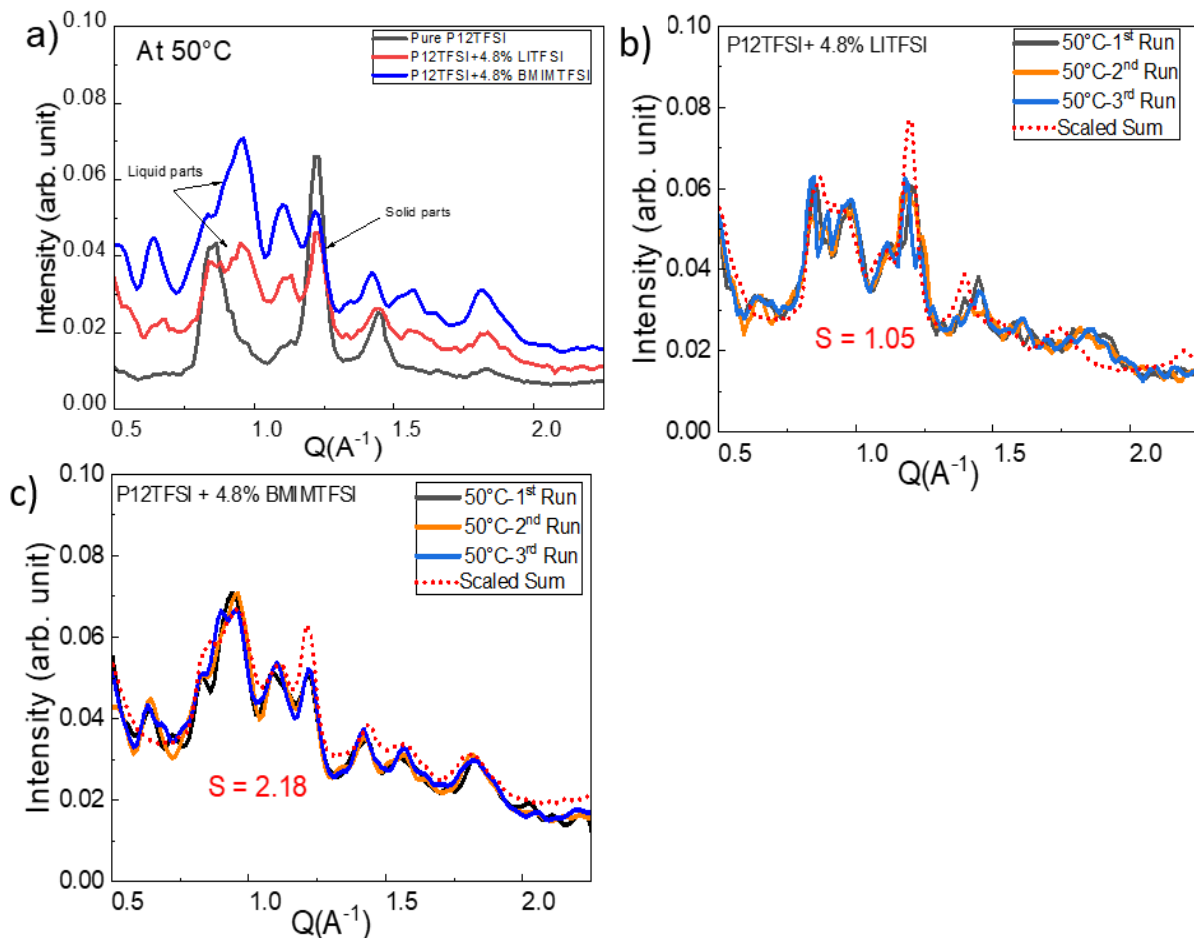 a)
At 50°C
Pure P12TFSI
P12TFSI+4.8% LITFSI
P12TFSI+4.8% BMIMTFSI
Liquid parts
Solid parts
Intensity (arb. unit)
0.10
0.08
0.06
0.04
0.02
0.00
0.5 1.0 1.5 2.0
Q(A⁻¹)
b)
P12TFSI+ 4.8% LITFSI
50°C-1st Run
50°C-2nd Run
50°C-3rd Run
Scaled Sum
S = 1.05
Intensity (arb. unit)
0.10
0.08
0.06
0.04
0.02
0.00
0.5 1.0 1.5 2.0
Q(A⁻¹)
c)
P12TFSI + 4.8% BMIMTFSI
50°C-1st Run
50°C-2nd Run
50°C-3rd Run
Scaled Sum
S = 2.18
Intensity (arb. unit)
0.10
0.08
0.06
0.04
0.02
0.00
0.5 1.0 1.5 2.0
Q(A⁻¹)